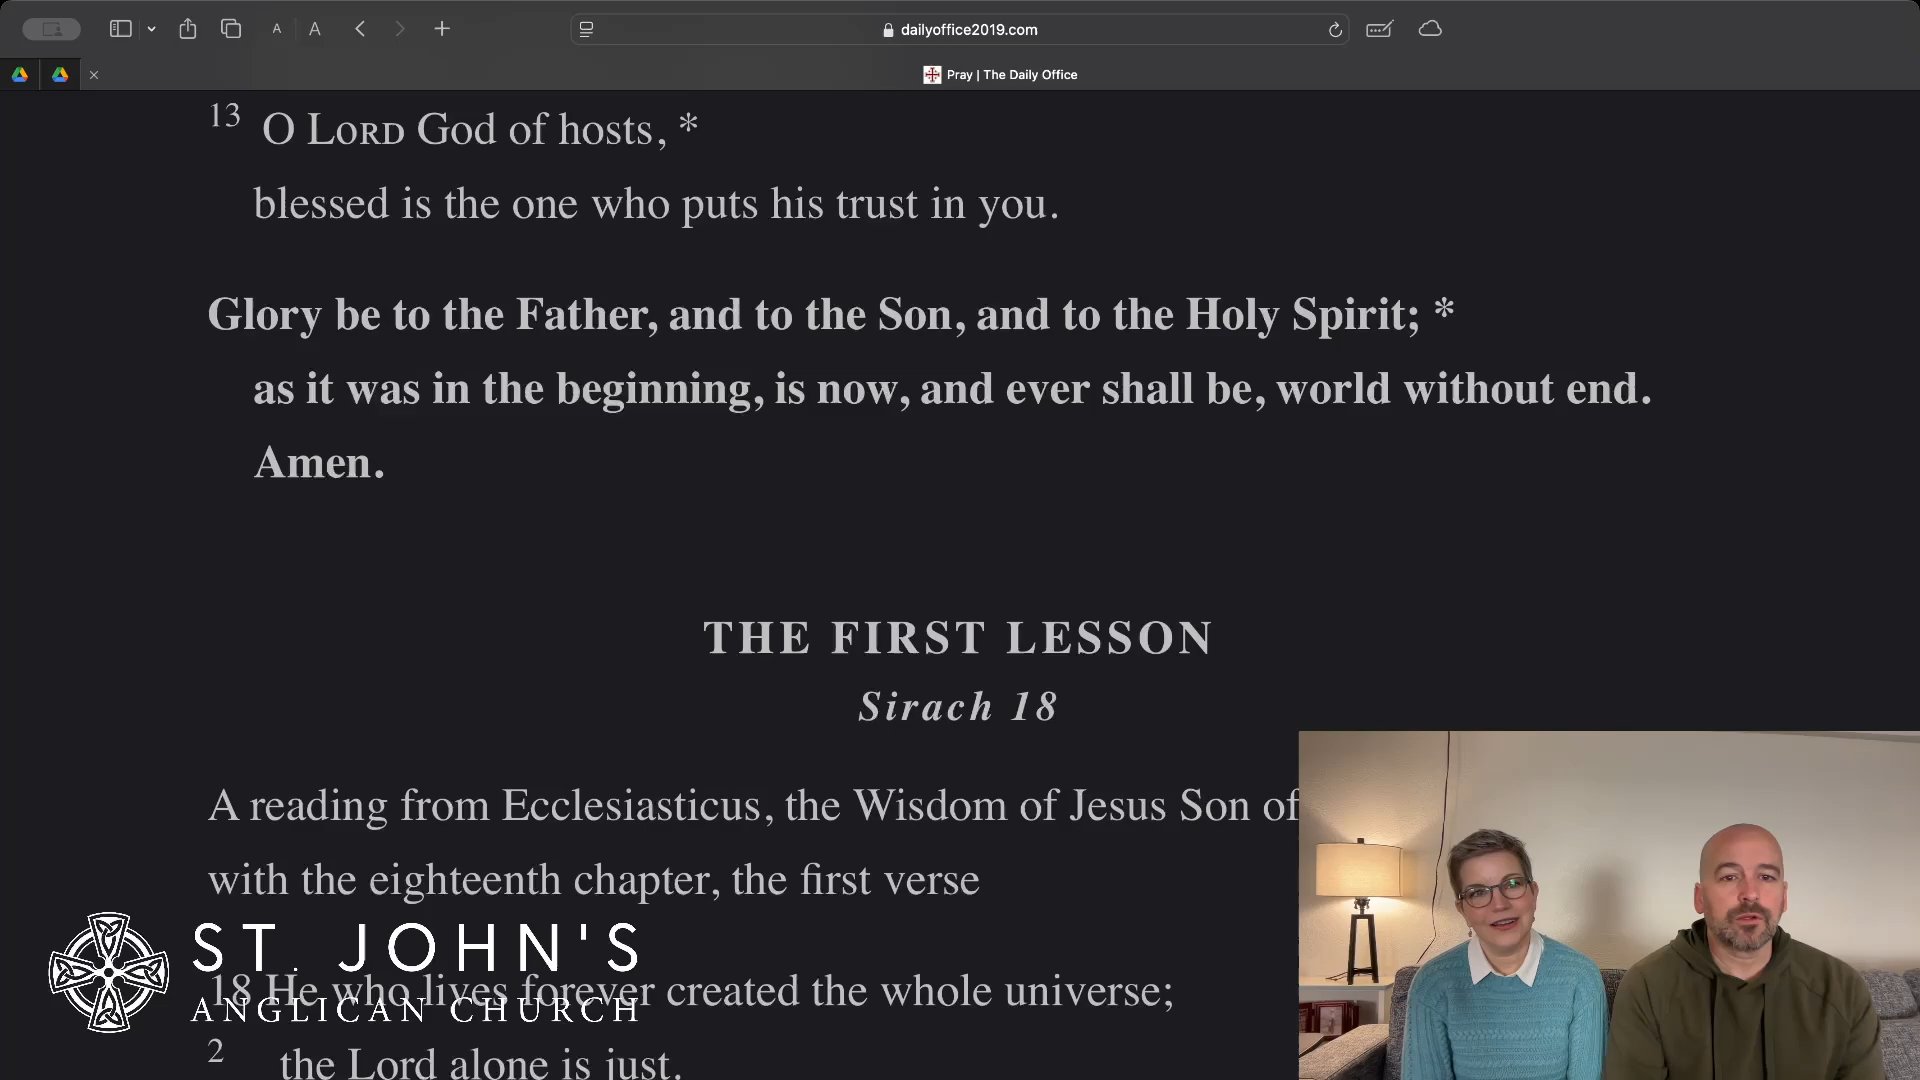 A A
dailyoffice2019.com
Pray | The Daily Office
13 O LORD God of hosts, *
blessed is the one who puts his trust in you.
Glory be to the Father, and to the Son, and to the Holy Spirit; *
as it was in the beginning, is now, and ever shall be, world without end.
Amen.
THE FIRST LESSON
Sirach 18
A reading from Ecclesiasticus, the Wisdom of Jesus Son of
with the eighteenth chapter, the first verse
ST. JOHN'S
18 He who lives forever created the whole universe;
ANGLICAN CHURCH
2 the Lord alone is just.